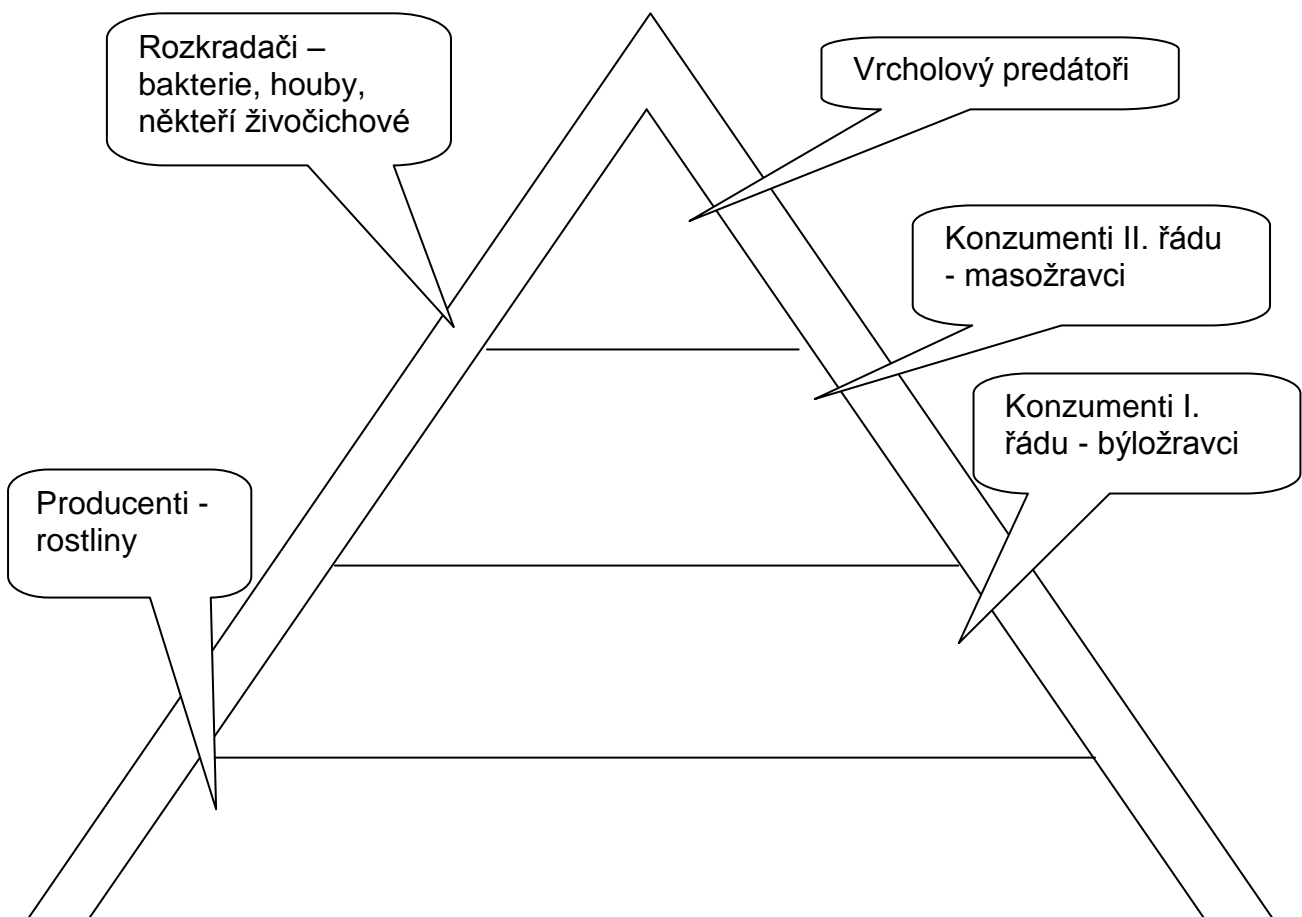 Rozkradači –
bakterie, houby,
někteří živočichové
Vrcholový predátoři
Konzumenti II. řádu
- masožravci
Konzumenti I.
řádu - býložravci
Producenti -
rostliny